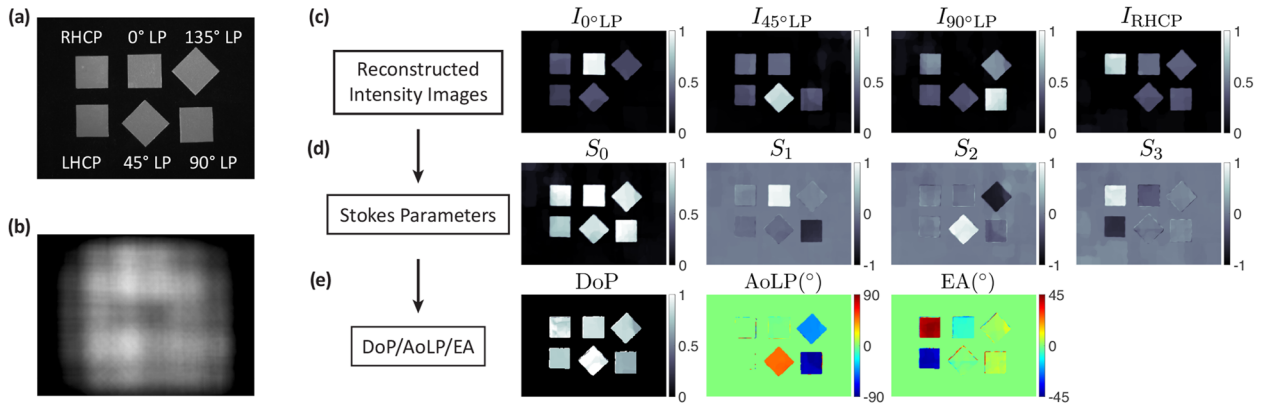 (a)
RHCP 0° LP 135° LP
LHCP 45° LP 90° LP
(b)
(c)
Reconstructed
Intensity Images
I0°LP
1
0.5
0
I45°LP
1
0.5
0
I90°LP
1
0.5
0
IRHCP
1
0.5
0
(d)
Stokes Parameters
S0
1
0.5
0
S1
1
0
-1
S2
1
0
-1
S3
1
0
-1
(e)
DoP/AoLP/EA
DoP
1
0.5
0
AoLP(°)
90
0
-90
EA(°)
45
0
-45